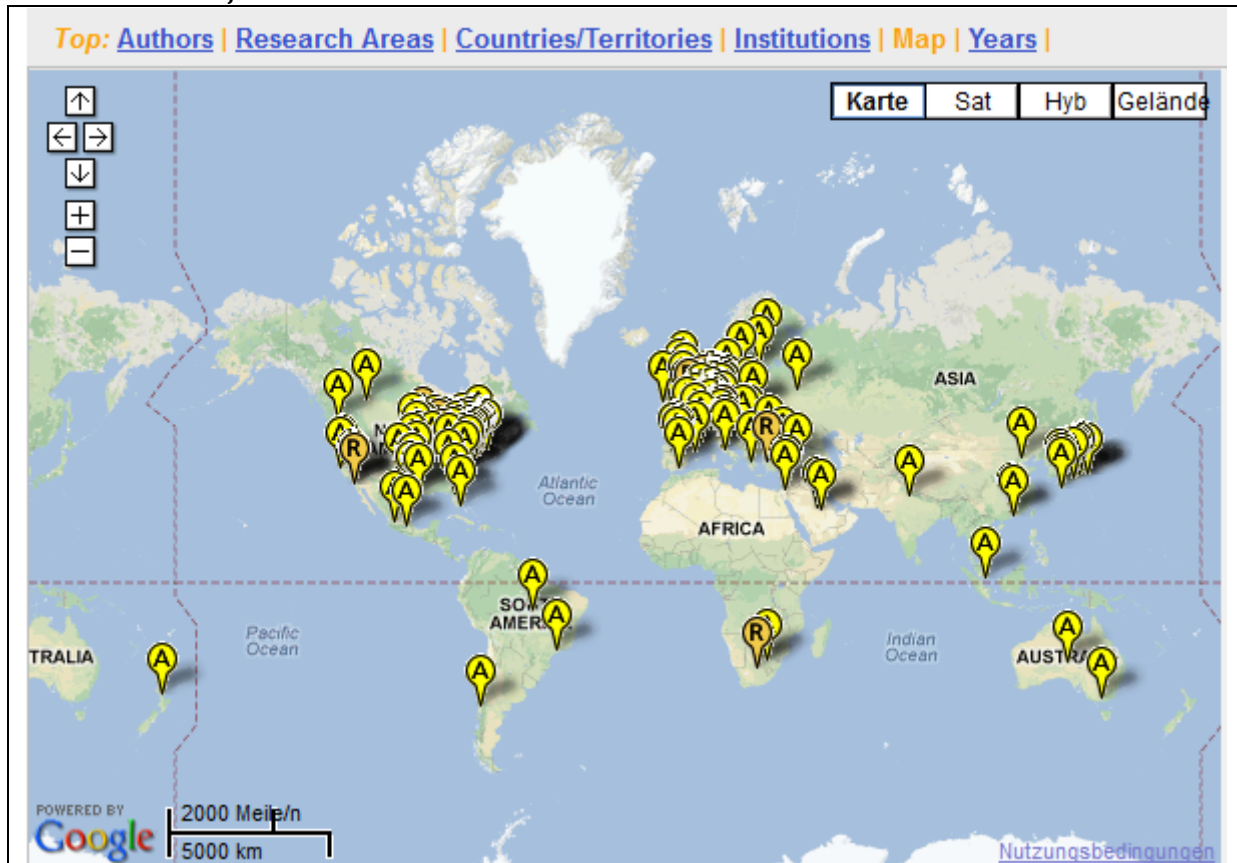 Top: Authors | Research Areas | Countries/Territories | Institutions | Map | Years |
Karte Sat Hyb Gelände
ASIA
Atlantic
Ocean
AFRICA
Pacific
Ocean
Indian
Ocean
TRALIA
AUSTRA
POWERED BY
Google
2000 Meile/n
5000 km
Nutzungsbedingungen